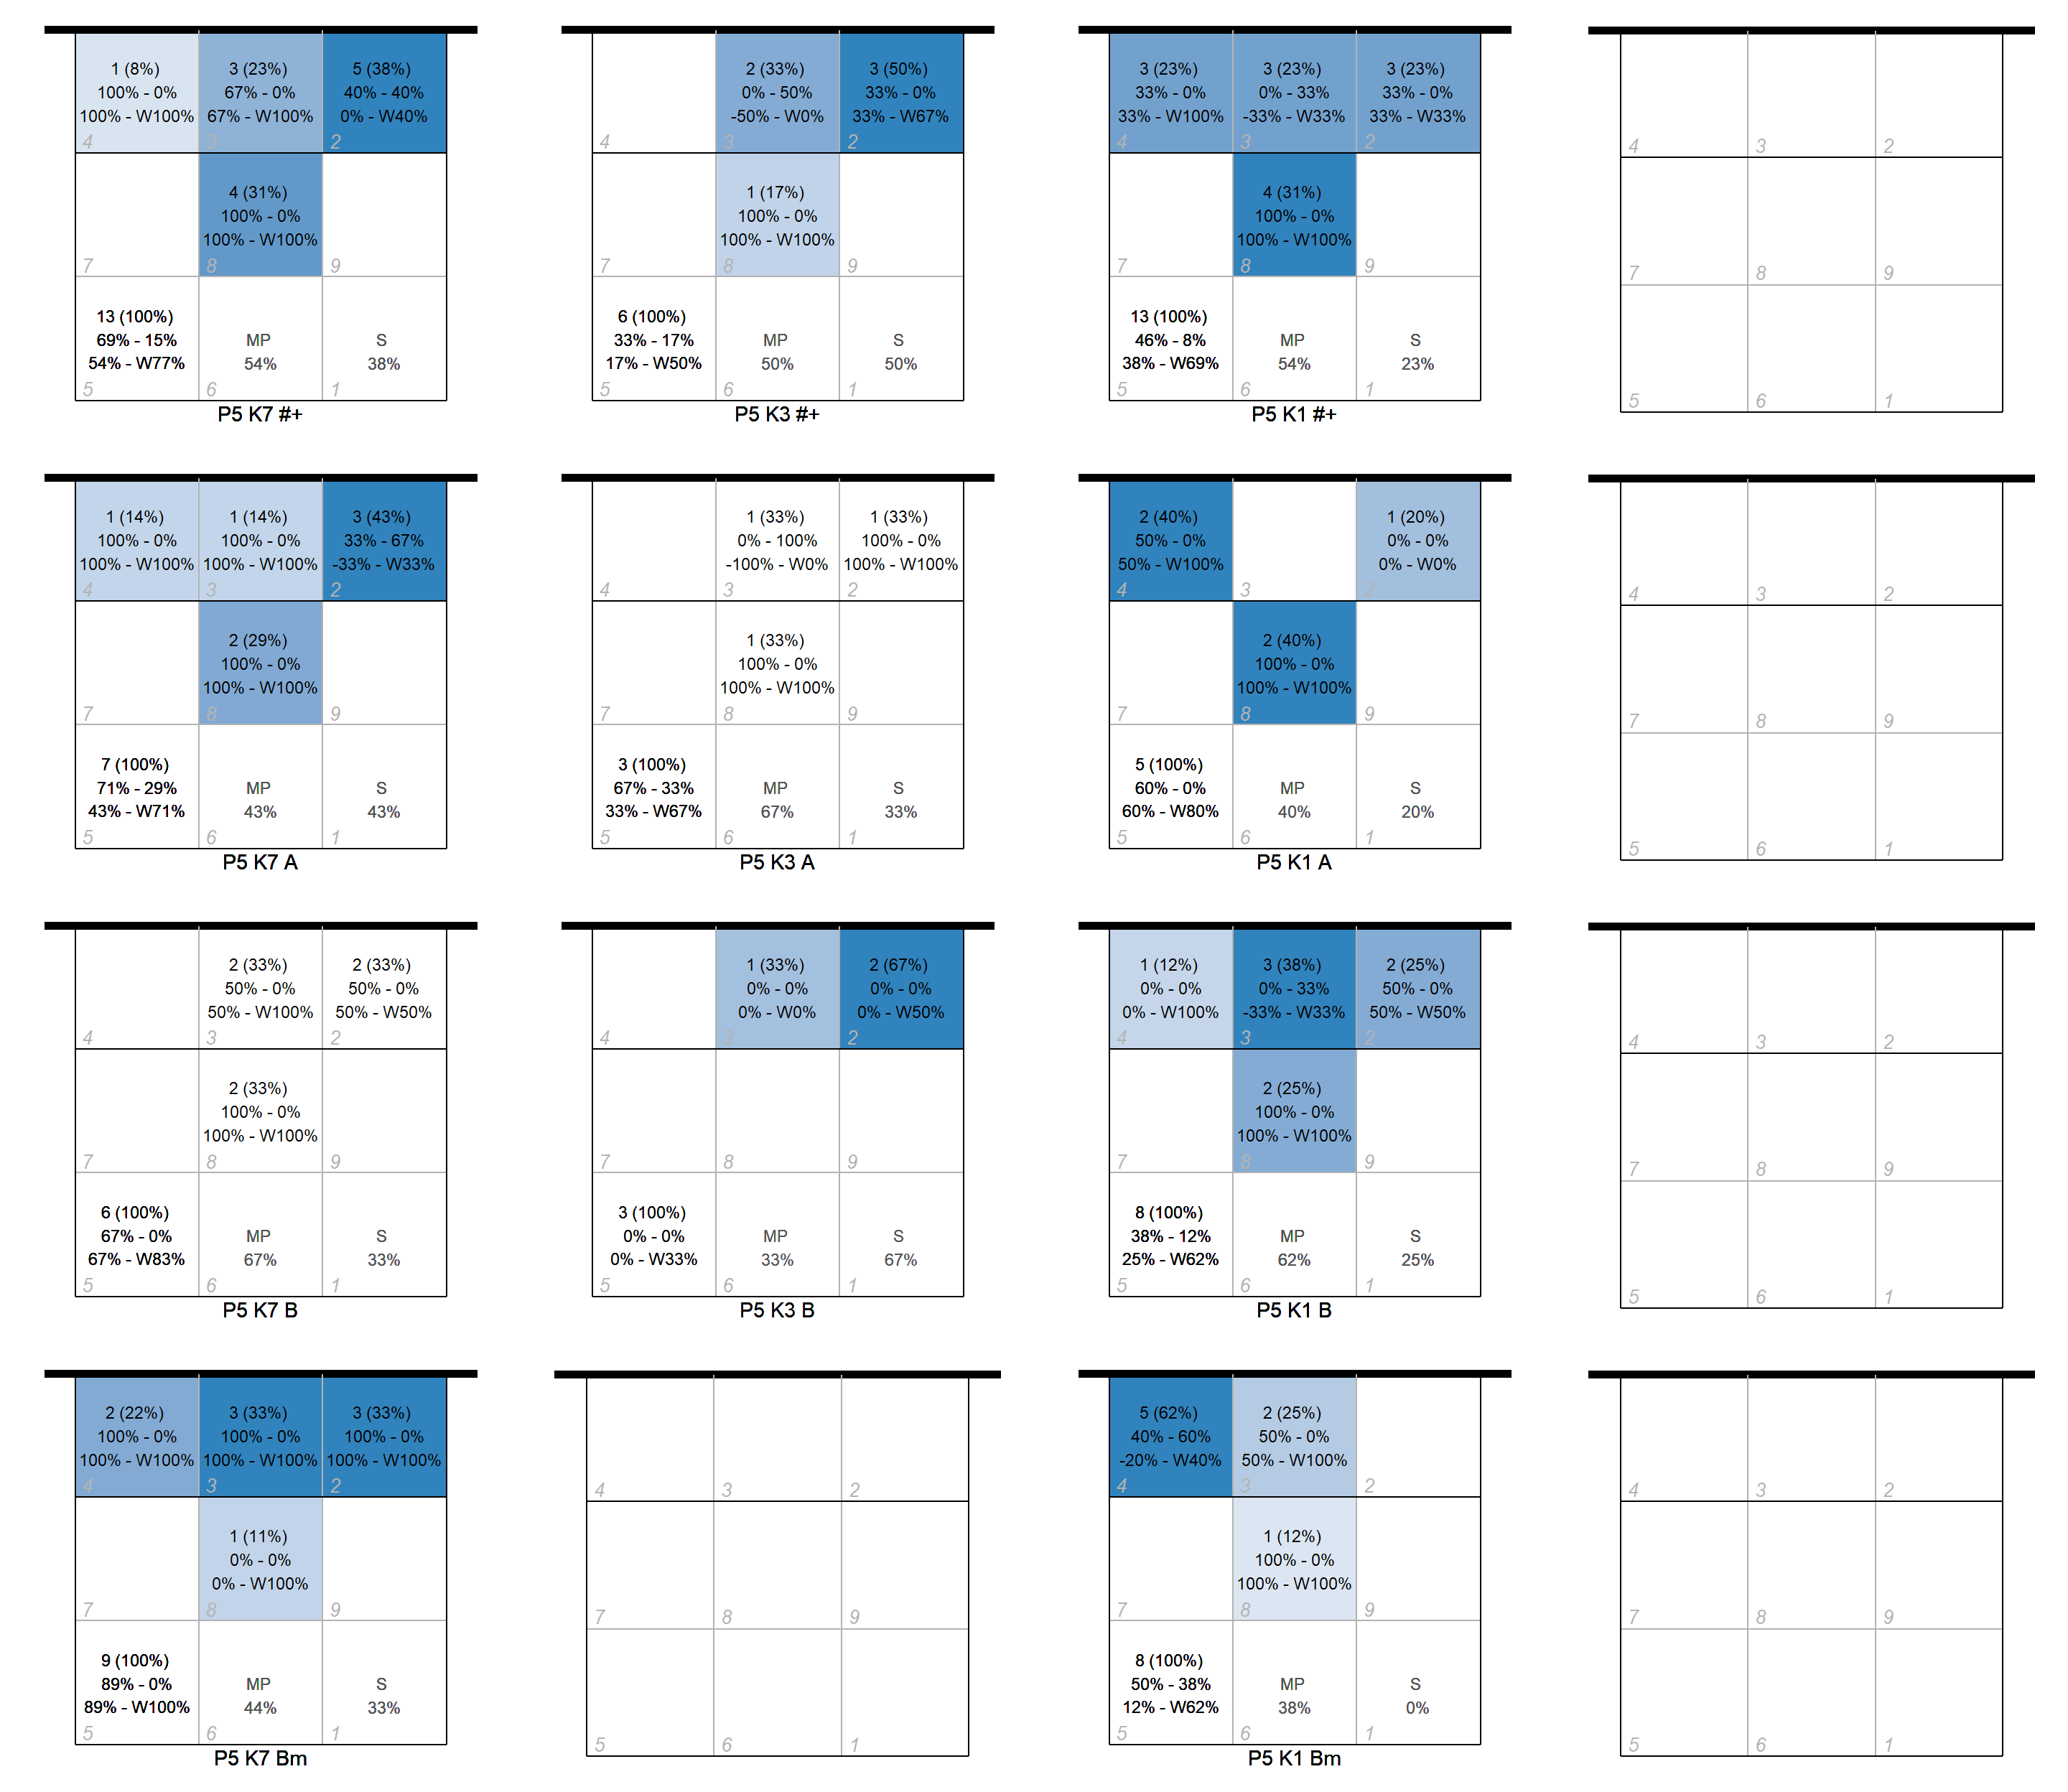 1 (8%)
100% - 0%
100% - W100%
4
3 (23%)
67% - 0%
67% - W100%
3
5 (38%)
40% - 40%
0% - W40%
2
7
4 (31%)
100% - 0%
100% - W100%
8
9
13 (100%)
69% - 15%
54% - W77%
5
MP
54%
6
S
38%
1
P5 K7 #+
4
2 (33%)
0% - 50%
-50% - W0%
3
3 (50%)
33% - 0%
33% - W67%
2
7
1 (17%)
100% - 0%
100% - W100%
8
9
6 (100%)
33% - 17%
17% - W50%
5
MP
50%
6
S
50%
1
P5 K3 #+
3 (23%)
33% - 0%
33% - W100%
4
3 (23%)
0% - 33%
-33% - W33%
3
3 (23%)
33% - 0%
33% - W33%
2
7
4 (31%)
100% - 0%
100% - W100%
8
9
13 (100%)
46% - 8%
38% - W69%
5
MP
54%
6
S
23%
1
P5 K1 #+
4
3
2
7
8
9
5
6
1
1 (14%)
100% - 0%
100% - W100%
4
1 (14%)
100% - 0%
100% - W100%
3
3 (43%)
33% - 67%
-33% - W33%
2
7
2 (29%)
100% - 0%
100% - W100%
8
9
7 (100%)
71% - 29%
43% - W71%
5
MP
43%
6
S
43%
1
P5 K7 A
4
1 (33%)
0% - 100%
-100% - W0%
3
1 (33%)
100% - 0%
100% - W100%
2
7
1 (33%)
100% - 0%
100% - W100%
8
9
3 (100%)
67% - 33%
33% - W67%
5
MP
67%
6
S
33%
1
P5 K3 A
2 (40%)
50% - 0%
50% - W100%
4
3
1 (20%)
0% - 0%
0% - W0%
2
7
2 (40%)
100% - 0%
100% - W100%
8
9
5 (100%)
60% - 0%
60% - W80%
5
MP
40%
6
S
20%
1
P5 K1 A
4
3
2
7
8
9
5
6
1
4
2 (33%)
50% - 0%
50% - W100%
3
2 (33%)
50% - 0%
50% - W50%
2
7
2 (33%)
100% - 0%
100% - W100%
8
9
6 (100%)
67% - 0%
67% - W83%
5
MP
67%
6
S
33%
1
P5 K7 B
4
1 (33%)
0% - 0%
0% - W0%
3
2 (67%)
0% - 0%
0% - W50%
2
7
8
9
3 (100%)
0% - 0%
0% - W33%
5
MP
33%
6
S
67%
1
P5 K3 B
1 (12%)
0% - 0%
0% - W100%
4
3 (38%)
0% - 33%
-33% - W33%
3
2 (25%)
50% - 0%
50% - W50%
2
7
2 (25%)
100% - 0%
100% - W100%
8
9
8 (100%)
38% - 12%
25% - W62%
5
MP
62%
6
S
25%
1
P5 K1 B
4
3
2
7
8
9
5
6
1
2 (22%)
100% - 0%
100% - W100%
4
3 (33%)
100% - 0%
100% - W100%
3
3 (33%)
100% - 0%
100% - W100%
2
7
1 (11%)
0% - 0%
0% - W100%
8
9
9 (100%)
89% - 0%
89% - W100%
5
MP
44%
6
S
33%
1
P5 K7 Bm
4
3
2
7
8
9
5
6
1
5 (62%)
40% - 60%
-20% - W40%
4
2 (25%)
50% - 0%
50% - W100%
3
2
7
1 (12%)
100% - 0%
100% - W100%
8
9
8 (100%)
50% - 38%
12% - W62%
5
MP
38%
6
S
0%
1
P5 K1 Bm
4
3
2
7
8
9
5
6
1